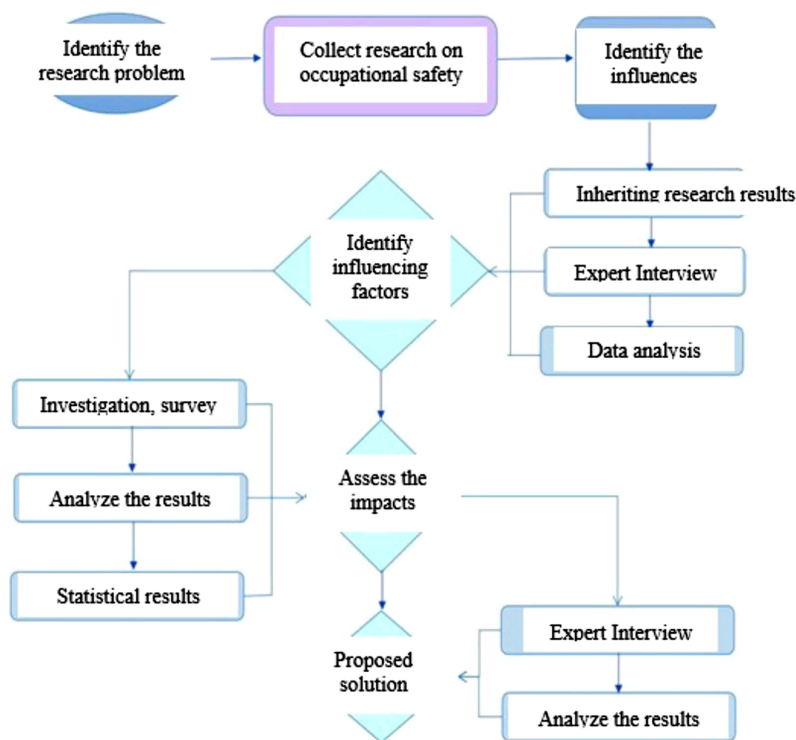 Identify the
research problem
Collect research on
occupational safety
Identify the
influences
Inheriting research results
Expert Interview
Data analysis
Identify
influencing
factors
Investigation, survey
Analyze the results
Statistical results
Assess the
impacts
Expert Interview
Analyze the results
Proposed
solution